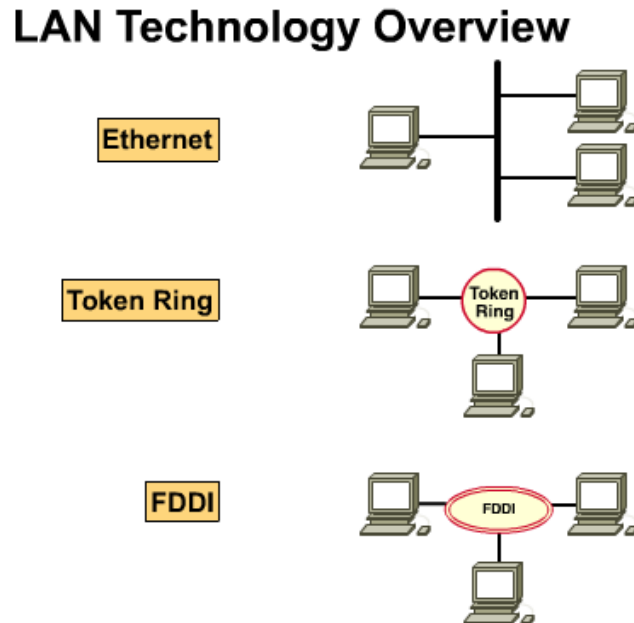 LAN Technology Overview
Ethernet
Token Ring
Token
Ring
FDDI
FDDI